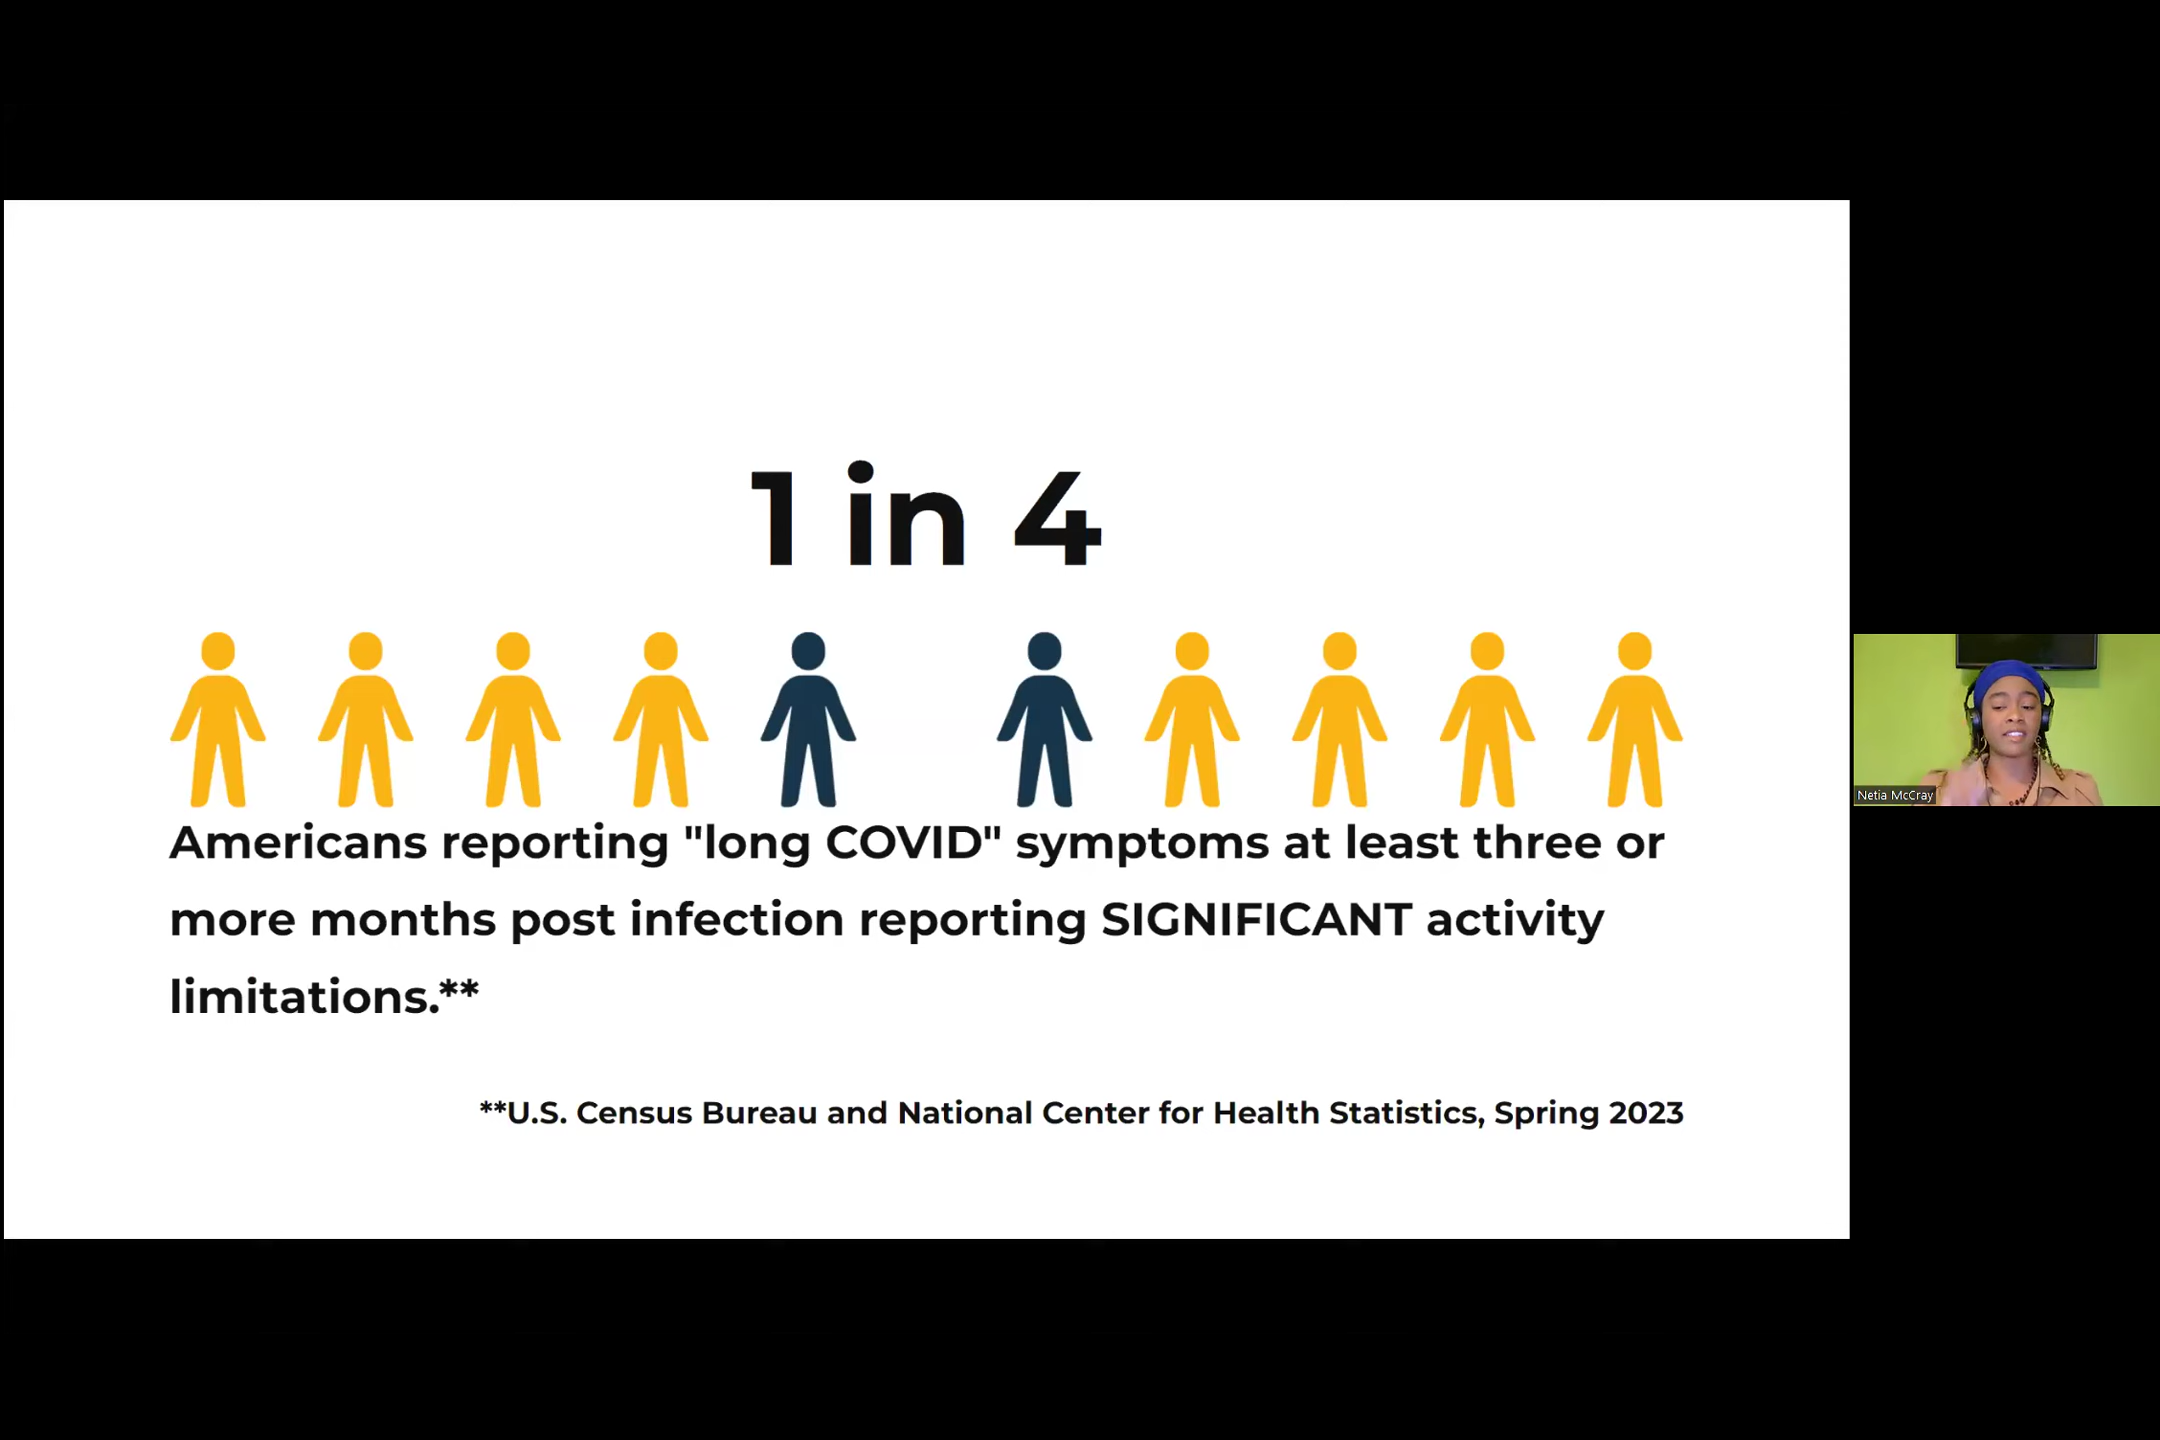 1 in 4
Americans reporting "long COVID" symptoms at least three or
more months post infection reporting SIGNIFICANT activity
limitations.**
**U.S. Census Bureau and National Center for Health Statistics, Spring 2023
Netia McCray